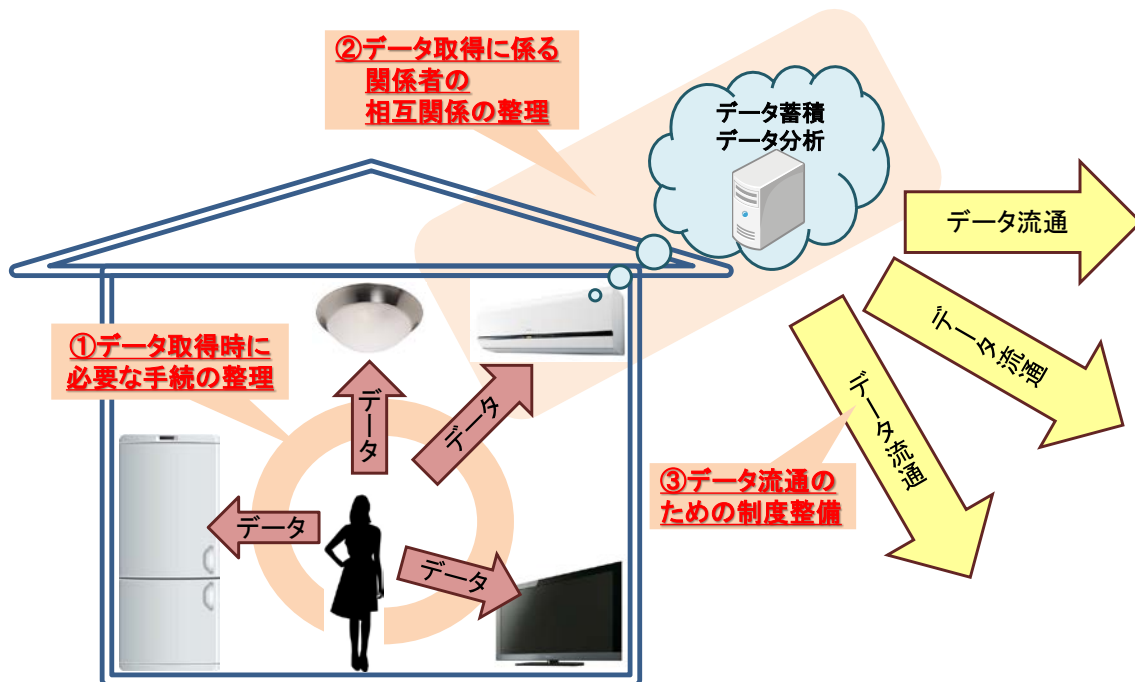 ②データ取得に係る
関係者の
相互関係の整理
データ蓄積
データ分析
データ流通
データ流通
データ流通
①データ取得時に
必要な手続の整理
データ
データ
データ
データ
③データ流通の
ための制度整備